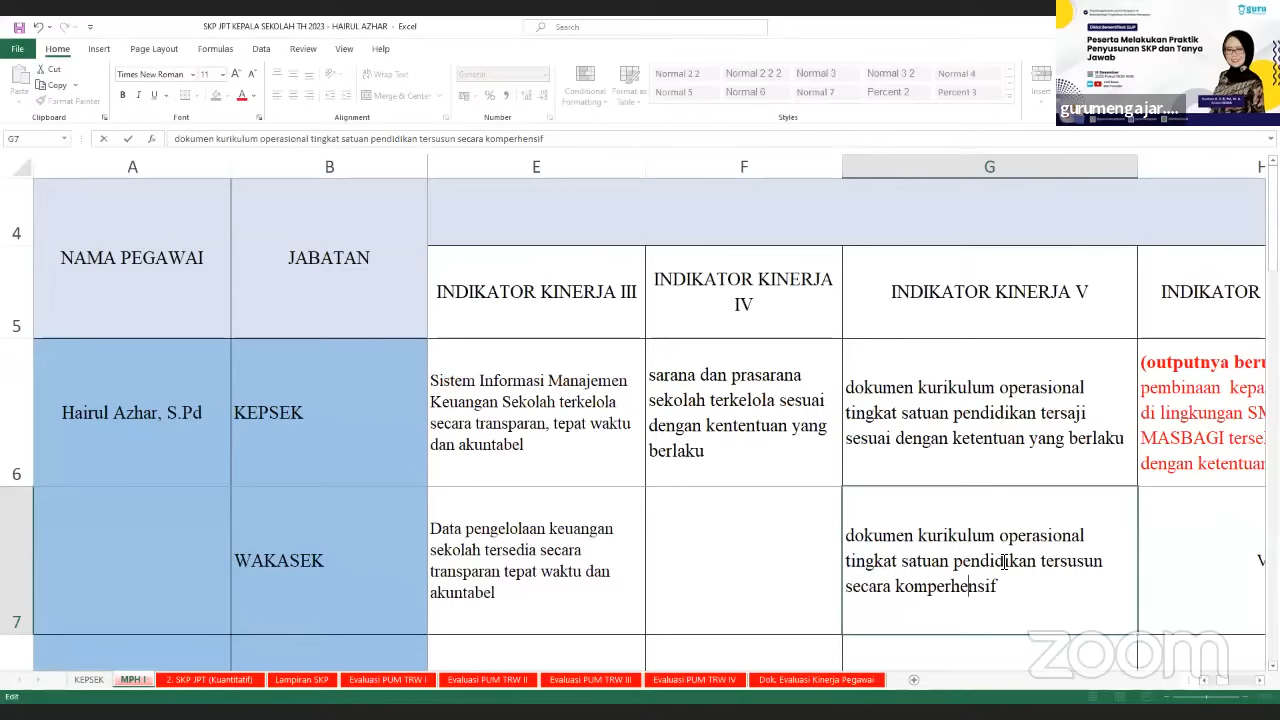 SKP JPT KEPALA SEKOLAH TH 2023 - HAIRUL AZHAR - Excel
Search
File Home Insert Page Layout Formulas Data Review View Help
Paste
Cut
Copy
Format Painter
Clipboard
Times New Roman 11
B I U
Font
Wrap Text
Merge & Center
Alignment
General
Number
Conditional Formatting
Format as Table
Normal 2.2 Normal 2 2 2 Normal 3 Normal 3 2 Normal 4
Normal 5 Normal 6 Normal 7 Percent 2 Percent 3
Styles
Insert
guru
Peserta Melakukan Praktik
Penyusunan SKP dan Tanya
Jawab
gurumengajar....
G7
dokumen kurikulum operasional tingkat satuan pendidikan tersusun secara komperhensif
A B E F G H
4
5
6
7
NAMA PEGAWAI
JABATAN
INDIKATOR KINERJA III
INDIKATOR KINERJA
IV
INDIKATOR KINERJA V
INDIKATOR
Hairul Azhar, S.Pd
KEPSEK
Sistem Informasi Manajemen
Keuangan Sekolah terkelola
secara transparan, tepat waktu
dan akuntabel
sarana dan prasarana
sekolah terkelola sesuai
dengan kententuan yang
berlaku
dokumen kurikulum operasional
tingkat satuan pendidikan tersaji
sesuai dengan ketentuan yang berlaku
(outputnya beru
pembinaan kepa
di lingkungan SM
MASBAGI terse
dengan ketentuan
WAKASEK
Data pengelolaan keuangan
sekolah tersedia secara
transparan tepat waktu dan
akuntabel
dokumen kurikulum operasional
tingkat satuan pendidikan tersusun
secara komperhensif
zoom
KEPSEK MPH I 2. SKP JPT (Kuantitatif) Lampiran SKP Evaluasi PUM TRW I Evaluasi PUM TRW II Evaluasi PUM TRW III Evaluasi PUM TRW IV Dok. Evaluasi Kinerja Pegawai
Edit